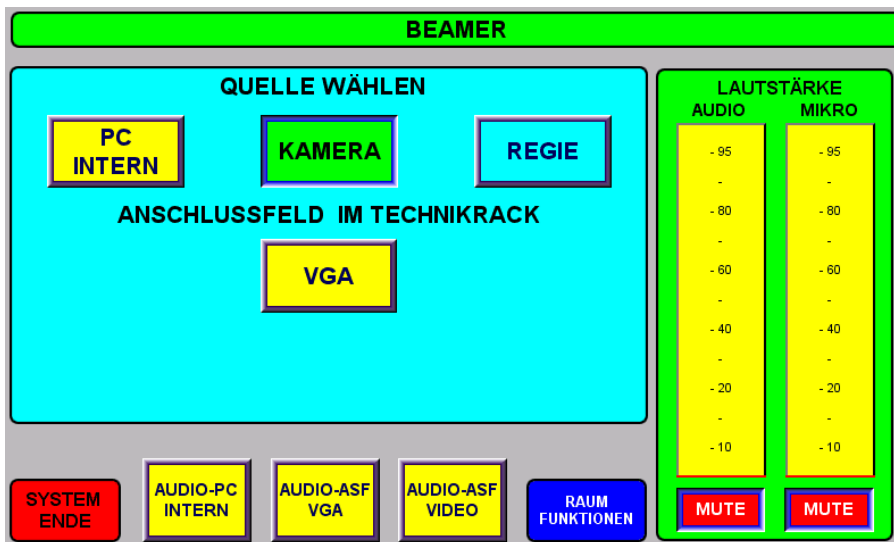 BEAMER
QUELLE WÄHLEN
PC
INTERN
KAMERA
REGIE
ANSCHLUSSFELD IM TECHNIKRACK
VGA
LAUTSTÄRKE
AUDIO
MIKRO
- 95
- 95
-
-
- 80
- 80
-
-
- 60
- 60
-
-
- 40
- 40
-
-
- 20
- 20
-
-
- 10
- 10
MUTE
MUTE
SYSTEM
ENDE
AUDIO-PC
INTERN
AUDIO-ASF
VGA
AUDIO-ASF
VIDEO
RAUM
FUNKTIONEN